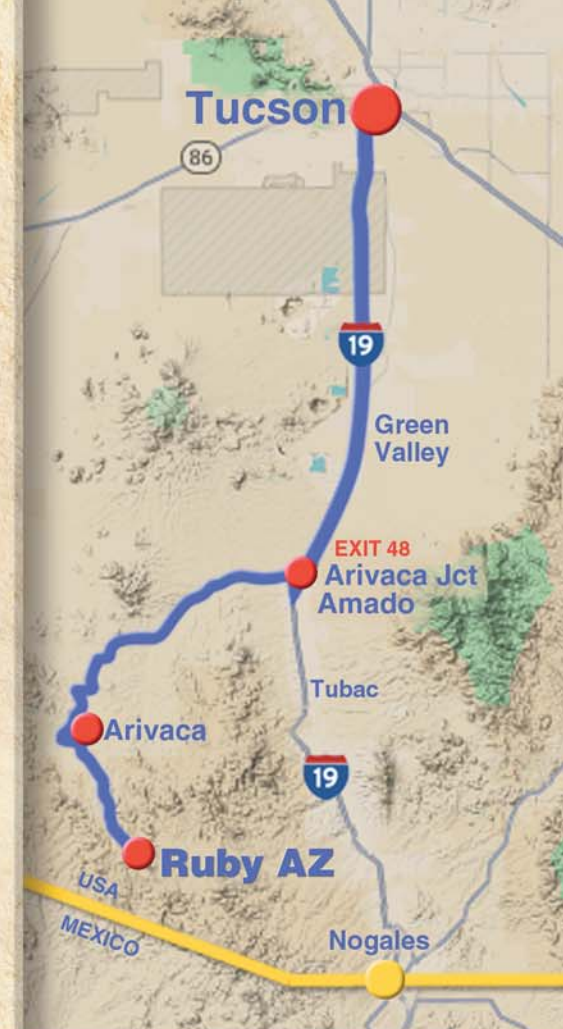 Tucson
86
19
Green
Valley
EXIT 48
Arivaca Jct
Amado
Tubac
Arivaca
19
Ruby AZ
USA
MEXICO
Nogales